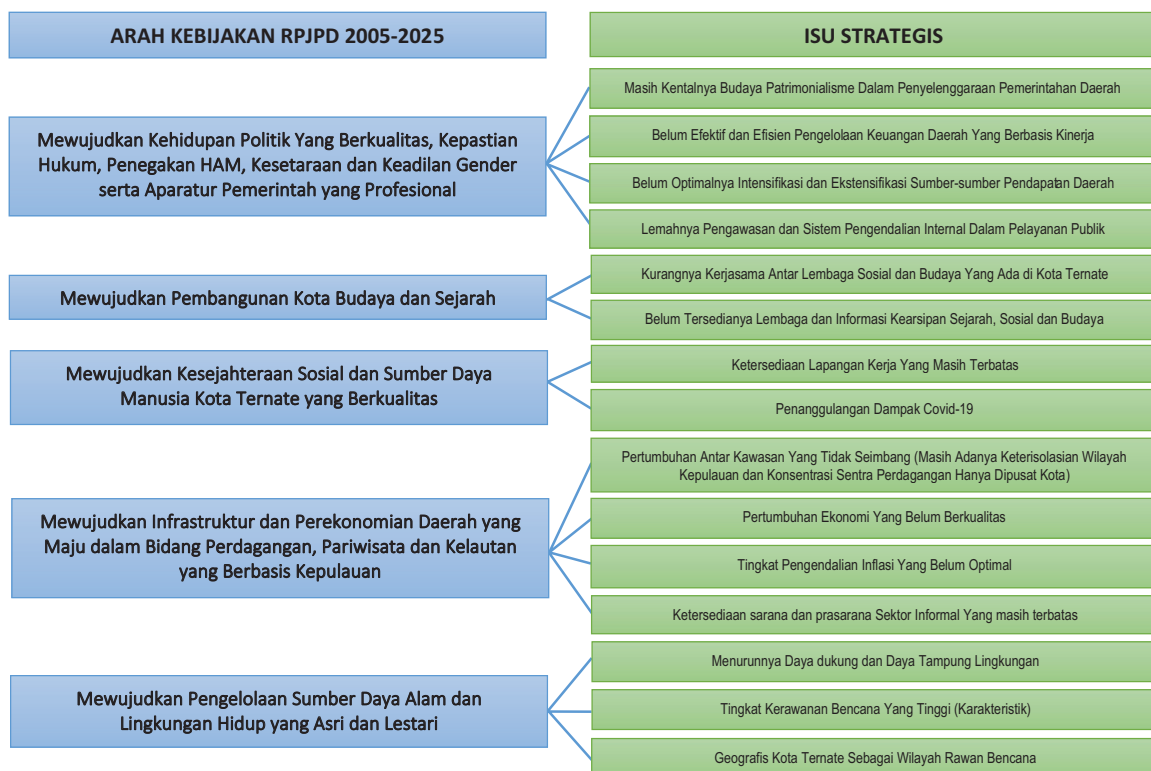 ARAH KEBIJAKAN RPJPD 2005-2025
ISU STRATEGIS
Mewujudkan Kehidupan Politik Yang Berkualitas, Kepastian
Hukum, Penegakan HAM, Kesetaraan dan Keadilan Gender
serta Aparatur Pemerintah yang Profesional
Masih Kentalnya Budaya Patrimonialisme Dalam Penyelenggaraan Pemerintahan Daerah
Belum Efektif dan Efisien Pengelolaan Keuangan Daerah Yang Berbasis Kinerja
Belum Optimalnya Intensifikasi dan Ekstensifikasi Sumber-sumber Pendapatan Daerah
Lemahnya Pengawasan dan Sistem Pengendalian Internal Dalam Pelayanan Publik
Mewujudkan Pembangunan Kota Budaya dan Sejarah
Kurangnya Kerjasama Antar Lembaga Sosial dan Budaya Yang Ada di Kota Ternate
Belum Tersedianya Lembaga dan Informasi Kearsipan Sejarah, Sosial dan Budaya
Mewujudkan Kesejahteraan Sosial dan Sumber Daya
Manusia Kota Ternate yang Berkualitas
Ketersediaan Lapangan Kerja Yang Masih Terbatas
Penanggulangan Dampak Covid-19
Mewujudkan Infrastruktur dan Perekonomian Daerah yang
Maju dalam Bidang Perdagangan, Pariwisata dan Kelautan
yang Berbasis Kepulauan
Pertumbuhan Antar Kawasan Yang Tidak Seimbang (Masih Adanya Keterisolasian Wilayah
Kepulauan dan Konsentrasi Sentra Perdagangan Hanya Dipusat Kota)
Pertumbuhan Ekonomi Yang Belum Berkualitas
Tingkat Pengendalian Inflasi Yang Belum Optimal
Ketersediaan sarana dan prasarana Sektor Informal Yang masih terbatas
Mewujudkan Pengelolaan Sumber Daya Alam dan
Lingkungan Hidup yang Asri dan Lestari
Menurunnya Daya dukung dan Daya Tampung Lingkungan
Tingkat Kerawanan Bencana Yang Tinggi (Karakteristik)
Geografis Kota Ternate Sebagai Wilayah Rawan Bencana